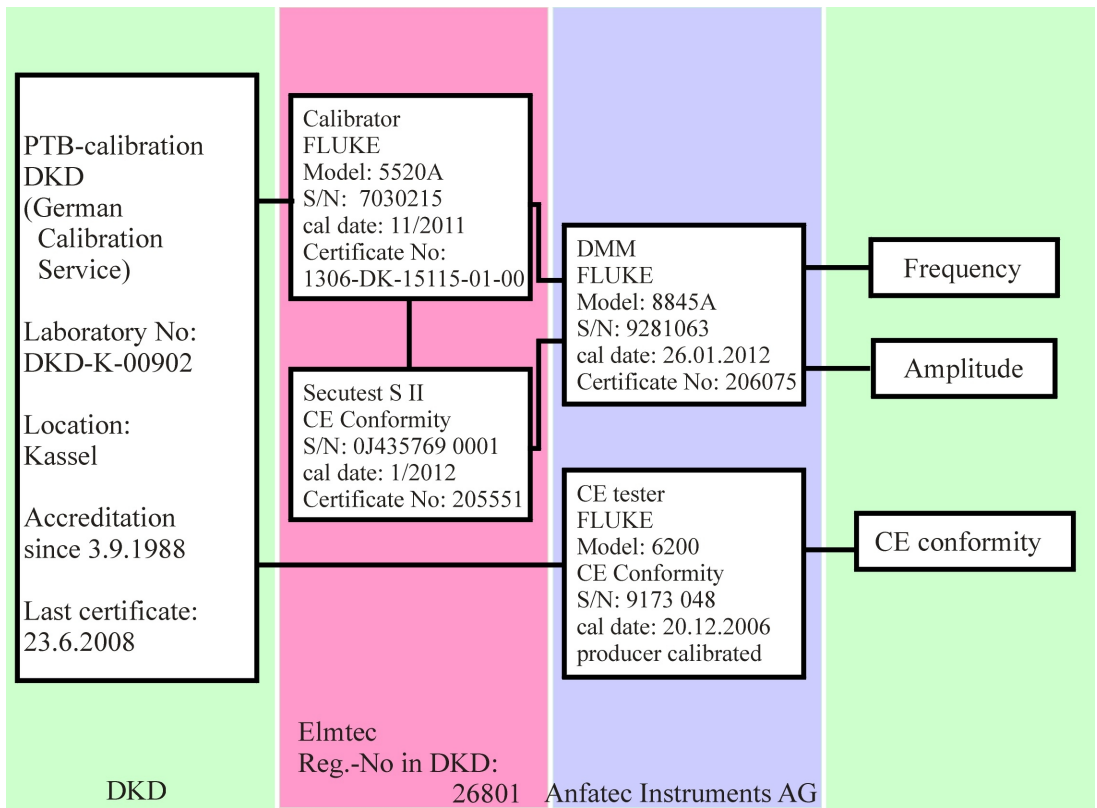 PTB-calibration
DKD
(German
Calibration
Service)
Laboratory No:
DKD-K-00902
Location:
Kassel
Accreditation
since 3.9.1988
Last certificate:
23.6.2008
DKD
Calibrator
FLUKE
Model: 5520A
S/N: 7030215
cal date: 11/2011
Certificate No:
1306-DK-15115-01-00
Secutest S II
CE Conformity
S/N: 0J435769 0001
cal date: 1/2012
Certificate No: 205551
Elmtec
Reg.-No in DKD:
26801
DMM
FLUKE
Model: 8845A
S/N: 9281063
cal date: 26.01.2012
Certificate No: 206075
CE tester
FLUKE
Model: 6200
CE Conformity
S/N: 9173 048
cal date: 20.12.2006
producer calibrated
Anfatec Instruments AG
Frequency
Amplitude
CE conformity